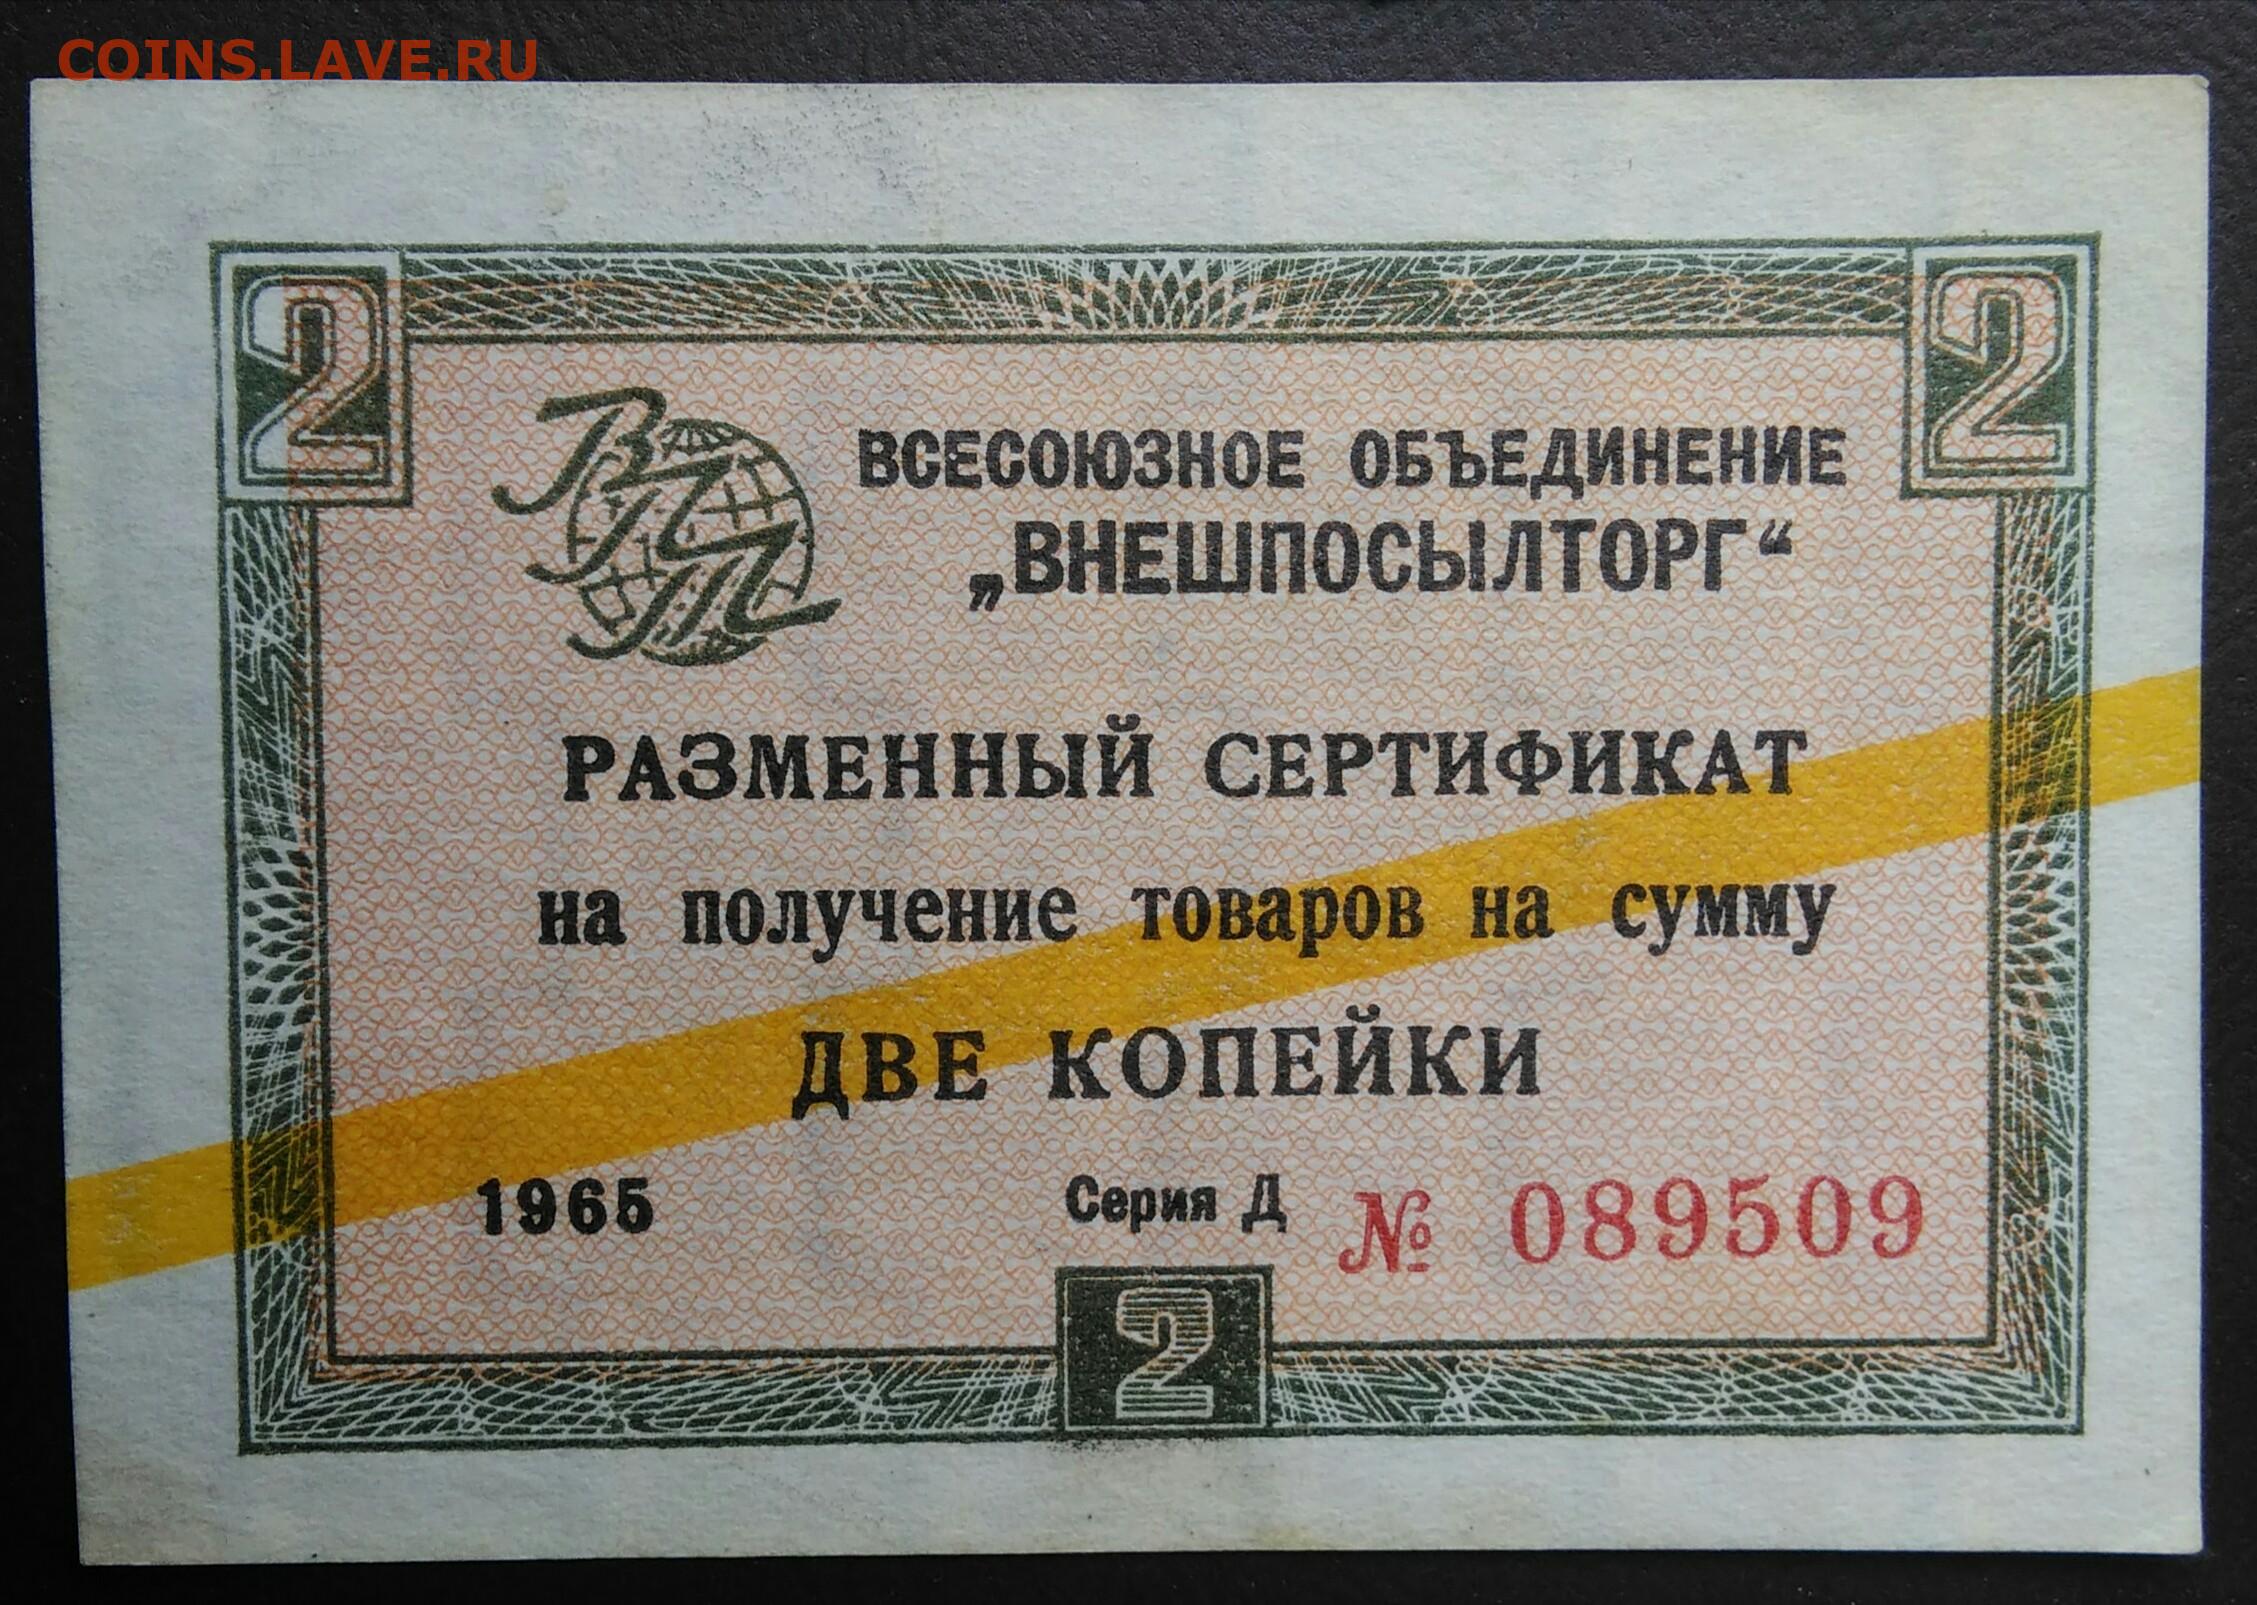 COINS.LAVE.RU
2 2
ВПТ
ВСЕСОЮЗНОЕ ОБЪЕДИНЕНИЕ
„ВНЕШПОСЫЛТОРГ“
РАЗМЕННЫЙ СЕРТИФИКАТ
на получение товаров на сумму
ДВЕ КОПЕЙКИ
1965 Серия Д № 089509
2